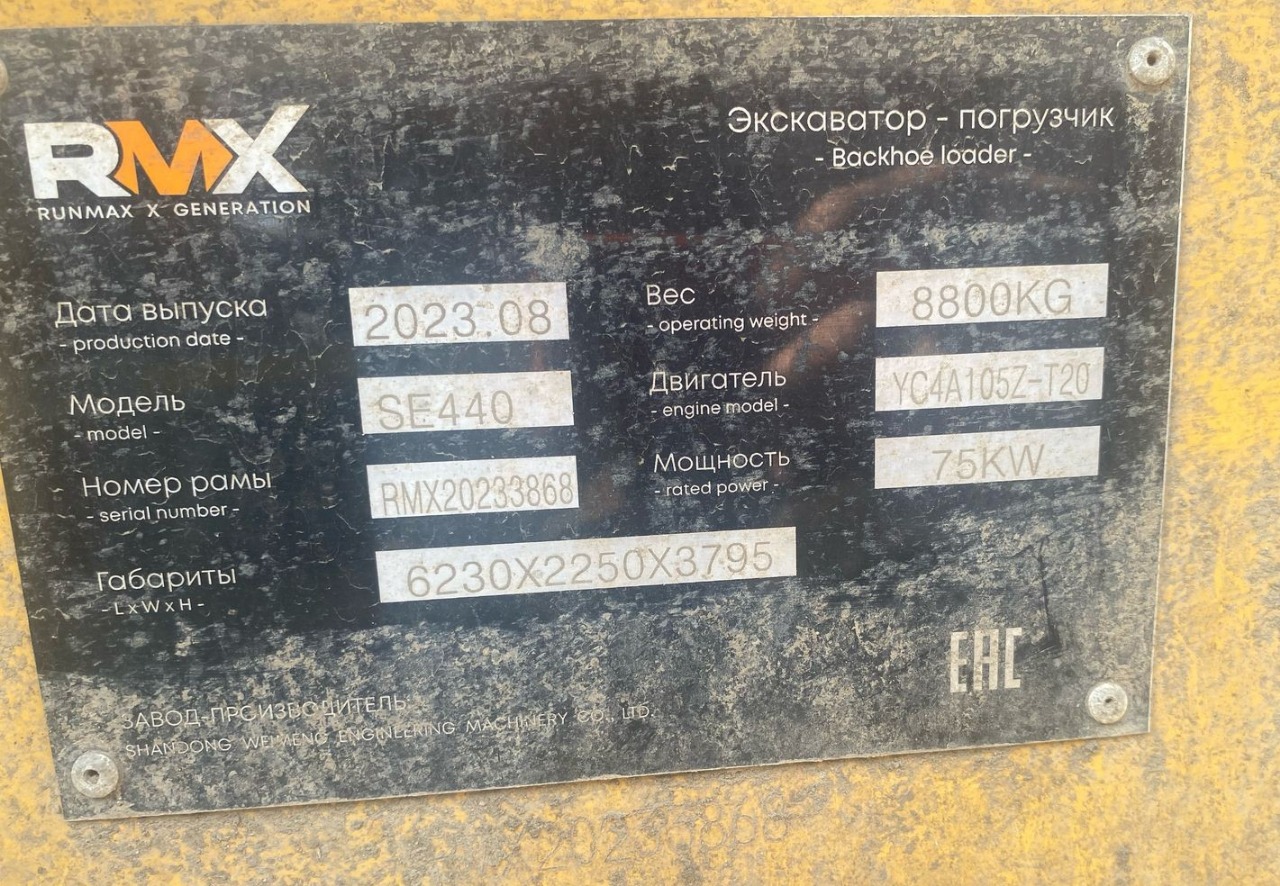 RMX
RUNMAX X GENERATION
Экскаватор - погрузчик
- Backhoe loader -
Дата выпуска
- production date -
2023.08
Модель
- model -
SE440
Номер рамы
- serial number -
RMX20233868
Габариты
- L x W x H -
6230X2250X3795
Вес
- operating weight -
8800KG
Двигатель
- engine model -
YC4A105Z-T20
Мощность
- rated power -
75KW
EAC
ЗАВОД-ПРОИЗВОДИТЕЛЬ:
SHANDONG WEIMENG ENGINEERING MACHINERY CO., LTD.